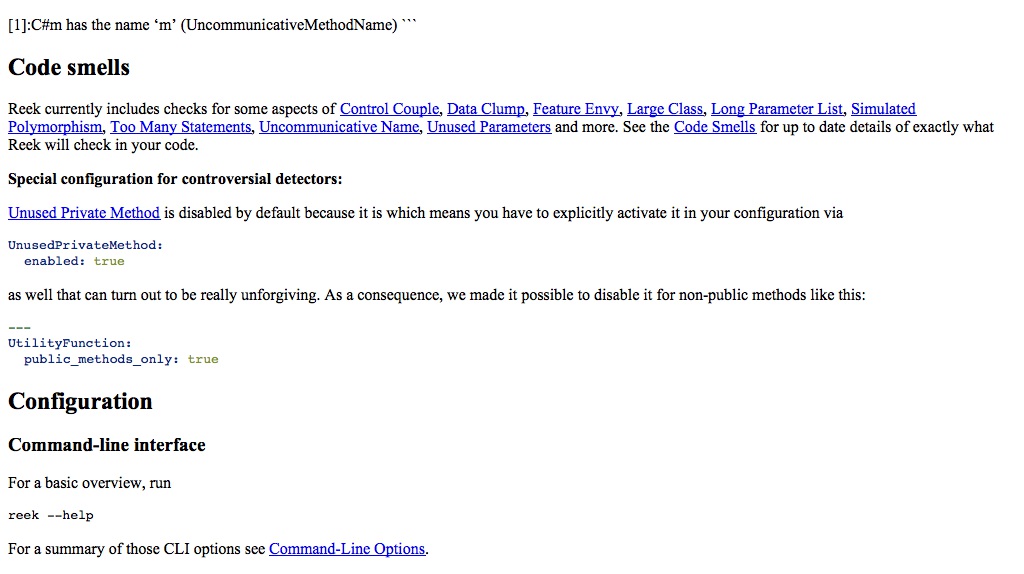 [1]:C#m has the name ‘m’ (UncommunicativeMethodName) ```
Code smells
Reek currently includes checks for some aspects of Control Couple, Data Clump, Feature Envy, Large Class, Long Parameter List, Simulated
Polymorphism, Too Many Statements, Uncommunicative Name, Unused Parameters and more. See the Code Smells for up to date details of exactly what
Reek will check in your code.
Special configuration for controversial detectors:
Unused Private Method is disabled by default because it is which means you have to explicitly activate it in your configuration via
UnusedPrivateMethod:
  enabled: true
as well that can turn out to be really unforgiving. As a consequence, we made it possible to disable it for non-public methods like this:
---
UtilityFunction:
  public_methods_only: true
Configuration
Command-line interface
For a basic overview, run
reek --help
For a summary of those CLI options see Command-Line Options.